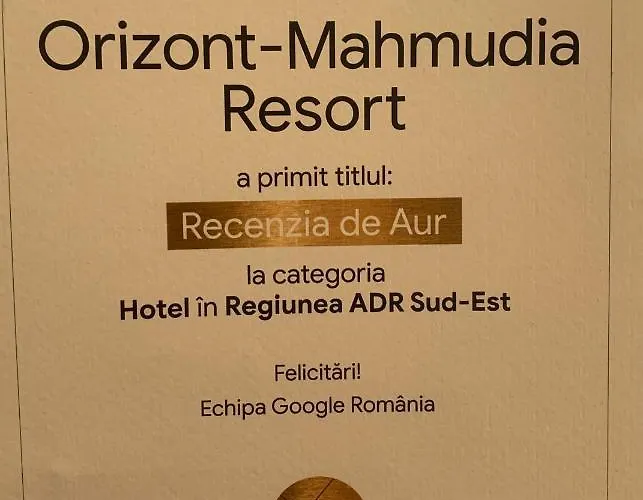 Orizont-Mahmudia
Resort
a primit titlul:
Recenzia de Aur
la categoria
Hotel în Regiunea ADR Sud-Est
Felicitări!
Echipa Google România